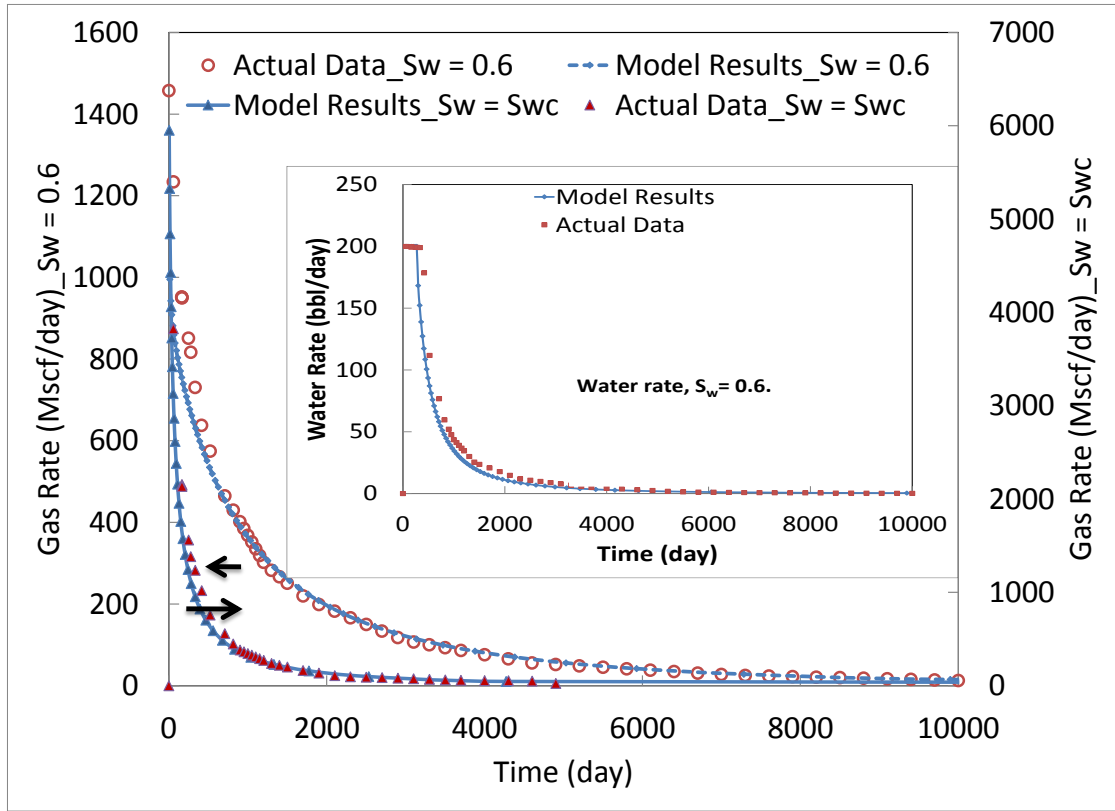 Actual Data_Sw = 0.6
Model Results_Sw = 0.6
Model Results_Sw = Swc
Actual Data_Sw = Swc
Gas Rate (Mscf/day)_Sw = 0.6
1600
1400
1200
1000
800
600
400
200
0
7000
6000
5000
4000
3000
2000
1000
0
Gas Rate (Mscf/day)_Sw = Swc
Water Rate (bbl/day)
250
200
150
100
50
0
Model Results
Actual Data
Water rate, Sw= 0.6.
0 2000 4000 6000 8000 10000
Time (day)
0 2000 4000 6000 8000 10000
Time (day)